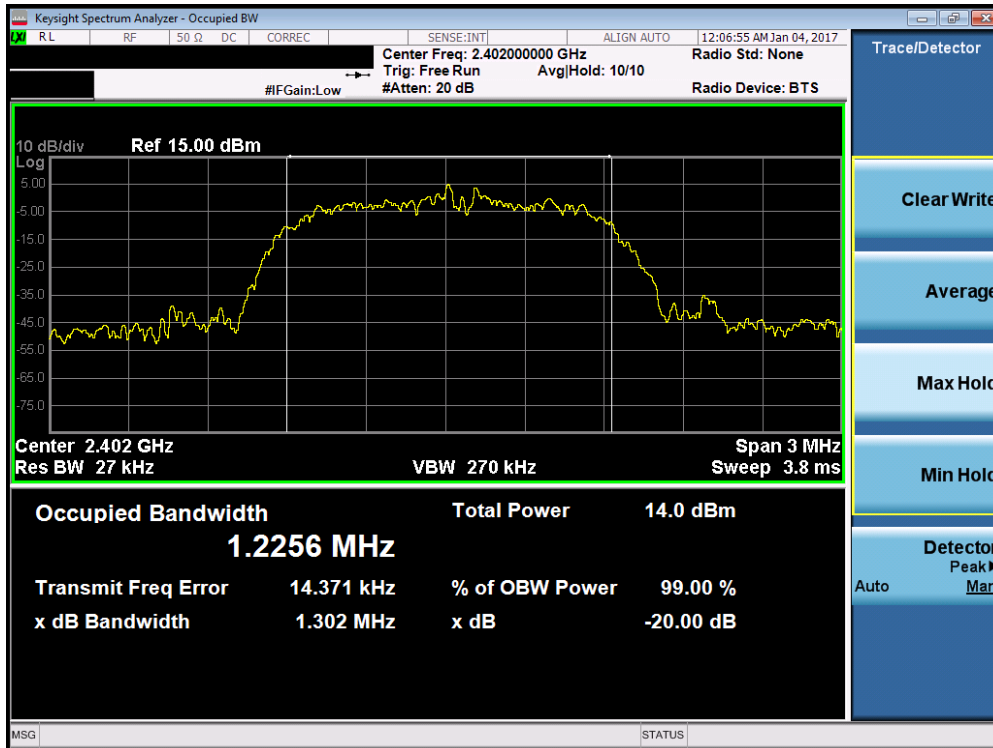 Keysight Spectrum Analyzer - Occupied BW
LXI RL RF 50 Ω DC CORREC SENSE:INT ALIGN AUTO 12:06:55 AM Jan 04, 2017
Center Freq: 2.402000000 GHz Radio Std: None
Trig: Free Run Avg|Hold: 10/10
#IFGain:Low #Atten: 20 dB Radio Device: BTS
Trace/Detector
10 dB/div Ref 15.00 dBm
Log
5.00
-5.00
-15.0
-25.0
-35.0
-45.0
-55.0
-65.0
-75.0
Center 2.402 GHz Span 3 MHz
Res BW 27 kHz VBW 270 kHz Sweep 3.8 ms
Occupied Bandwidth Total Power 14.0 dBm
1.2256 MHz
Transmit Freq Error 14.371 kHz % of OBW Power 99.00 %
x dB Bandwidth 1.302 MHz x dB -20.00 dB
Clear Write
Average
Max Hold
Min Hold
Detector
Peak
Auto Man
MSG STATUS